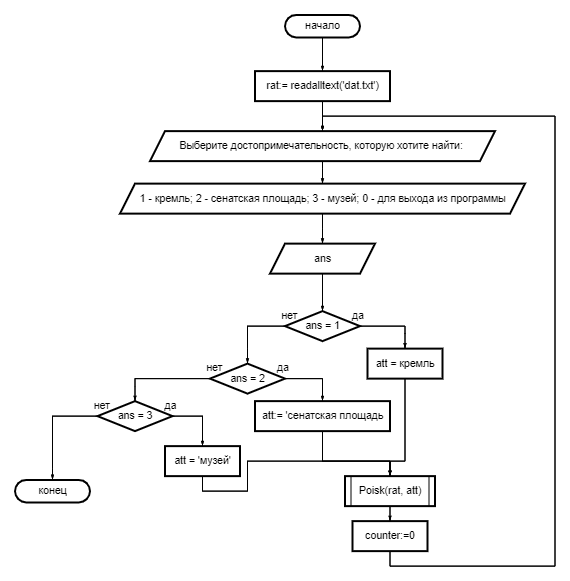 начало
rat:= readalltext('dat.txt')
Выберите достопримечательность, которую хотите найти:
1 - кремль; 2 - сенатская площадь; 3 - музей; 0 - для выхода из программы
ans
нет
да
ans = 1
att = кремль
нет
да
ans = 2
att:= 'сенатская площадь
нет
да
ans = 3
att = 'музей'
конец
Poisk(rat, att)
counter:=0